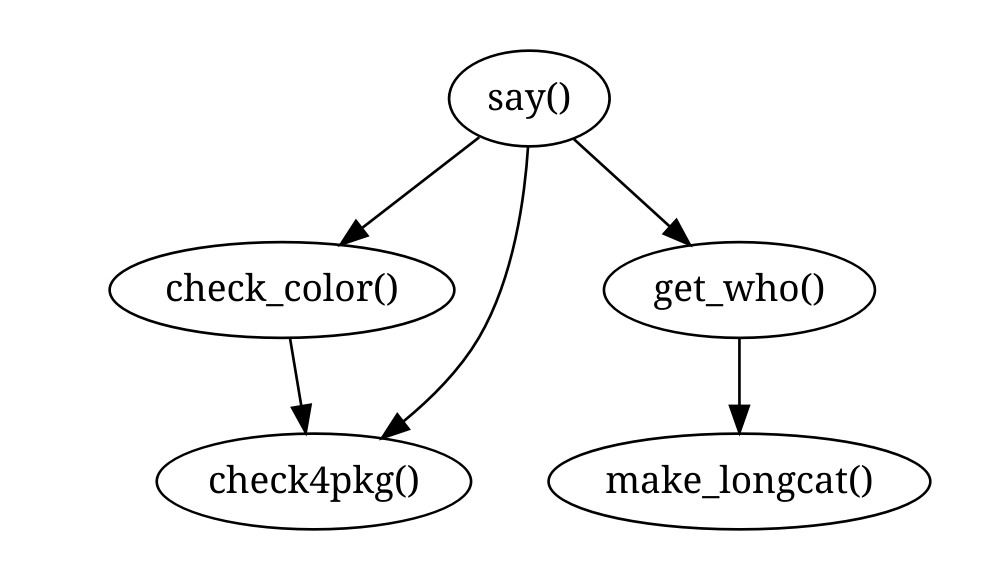 say()
check_color()
get_who()
check4pkg()
make_longcat()